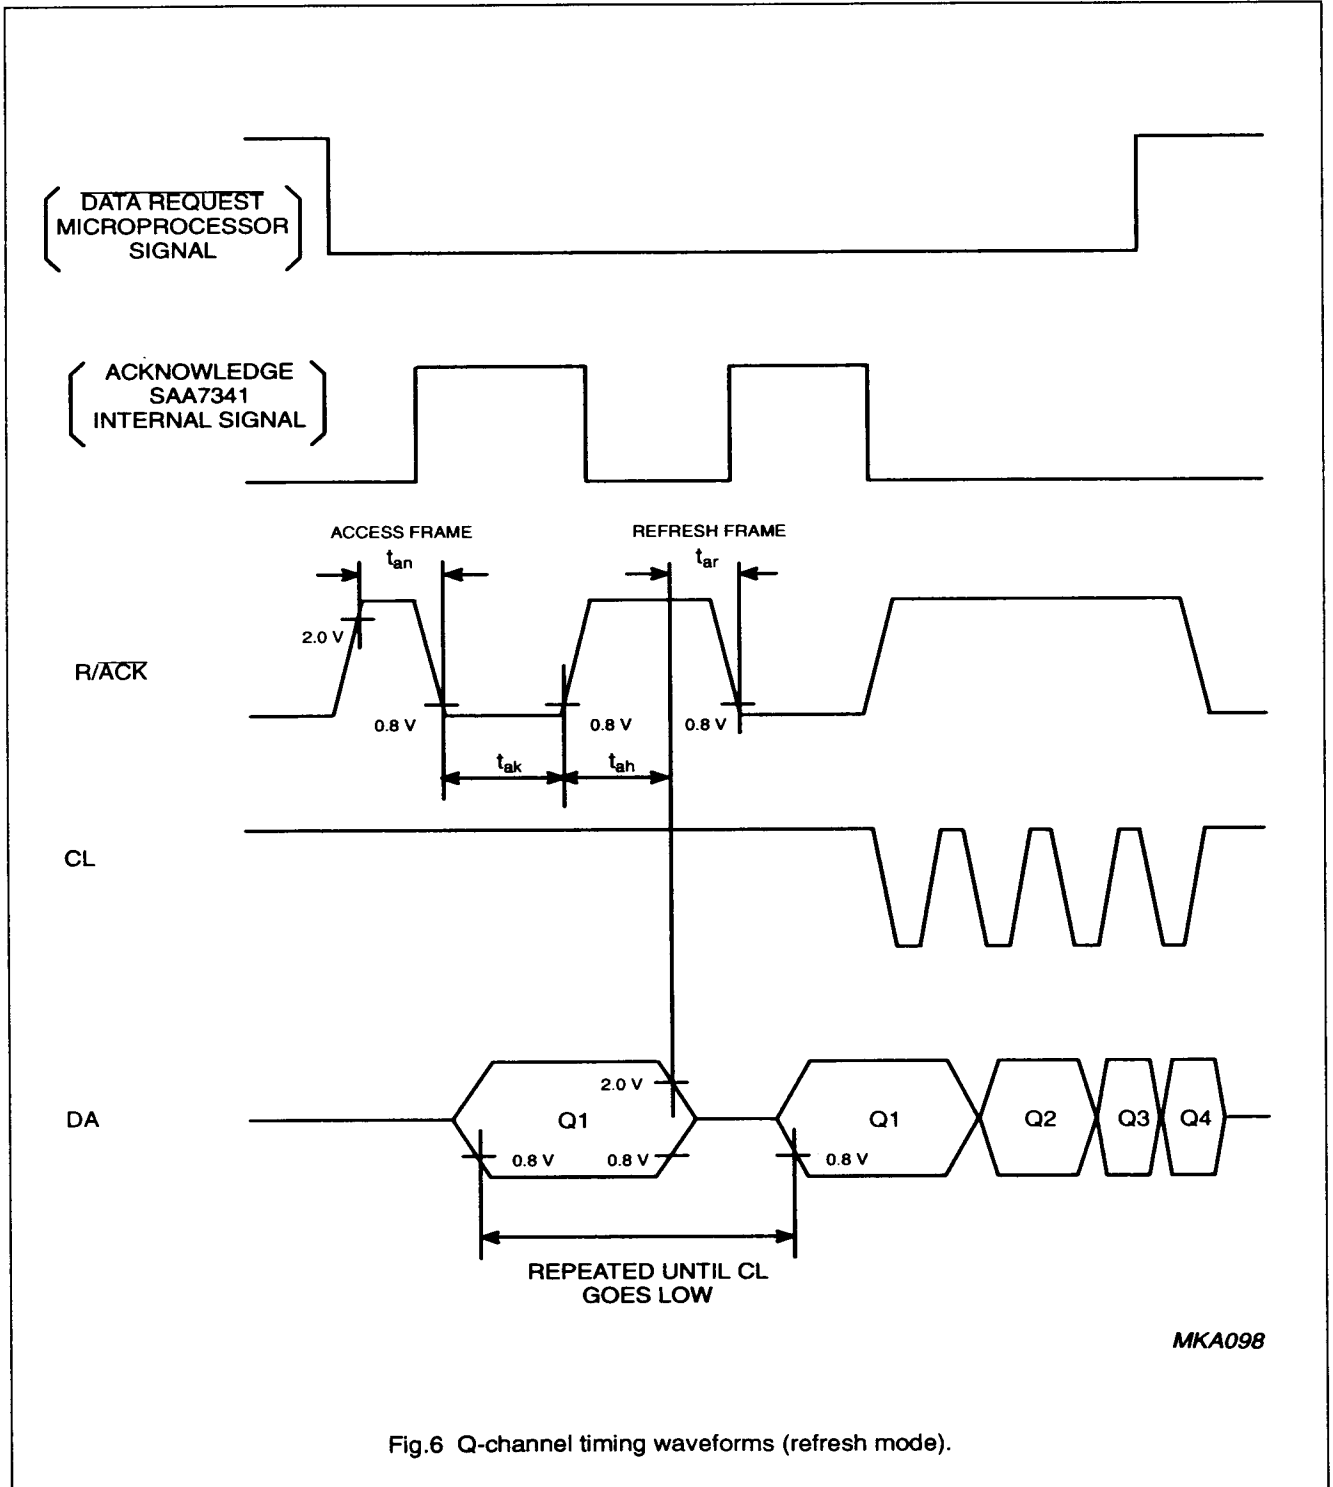 DATA REQUEST
MICROPROCESSOR
SIGNAL
ACKNOWLEDGE
SAA7341
INTERNAL SIGNAL
ACCESS FRAME
REFRESH FRAME
tan
tar
2.0 V
R/ACK
0.8 V
0.8 V
0.8 V
tak
tah
CL
2.0 V
DA
Q1
Q1
Q2
Q3
Q4
0.8 V
0.8 V
0.8 V
REPEATED UNTIL CL
GOES LOW
MKA098
Fig.6 Q-channel timing waveforms (refresh mode).